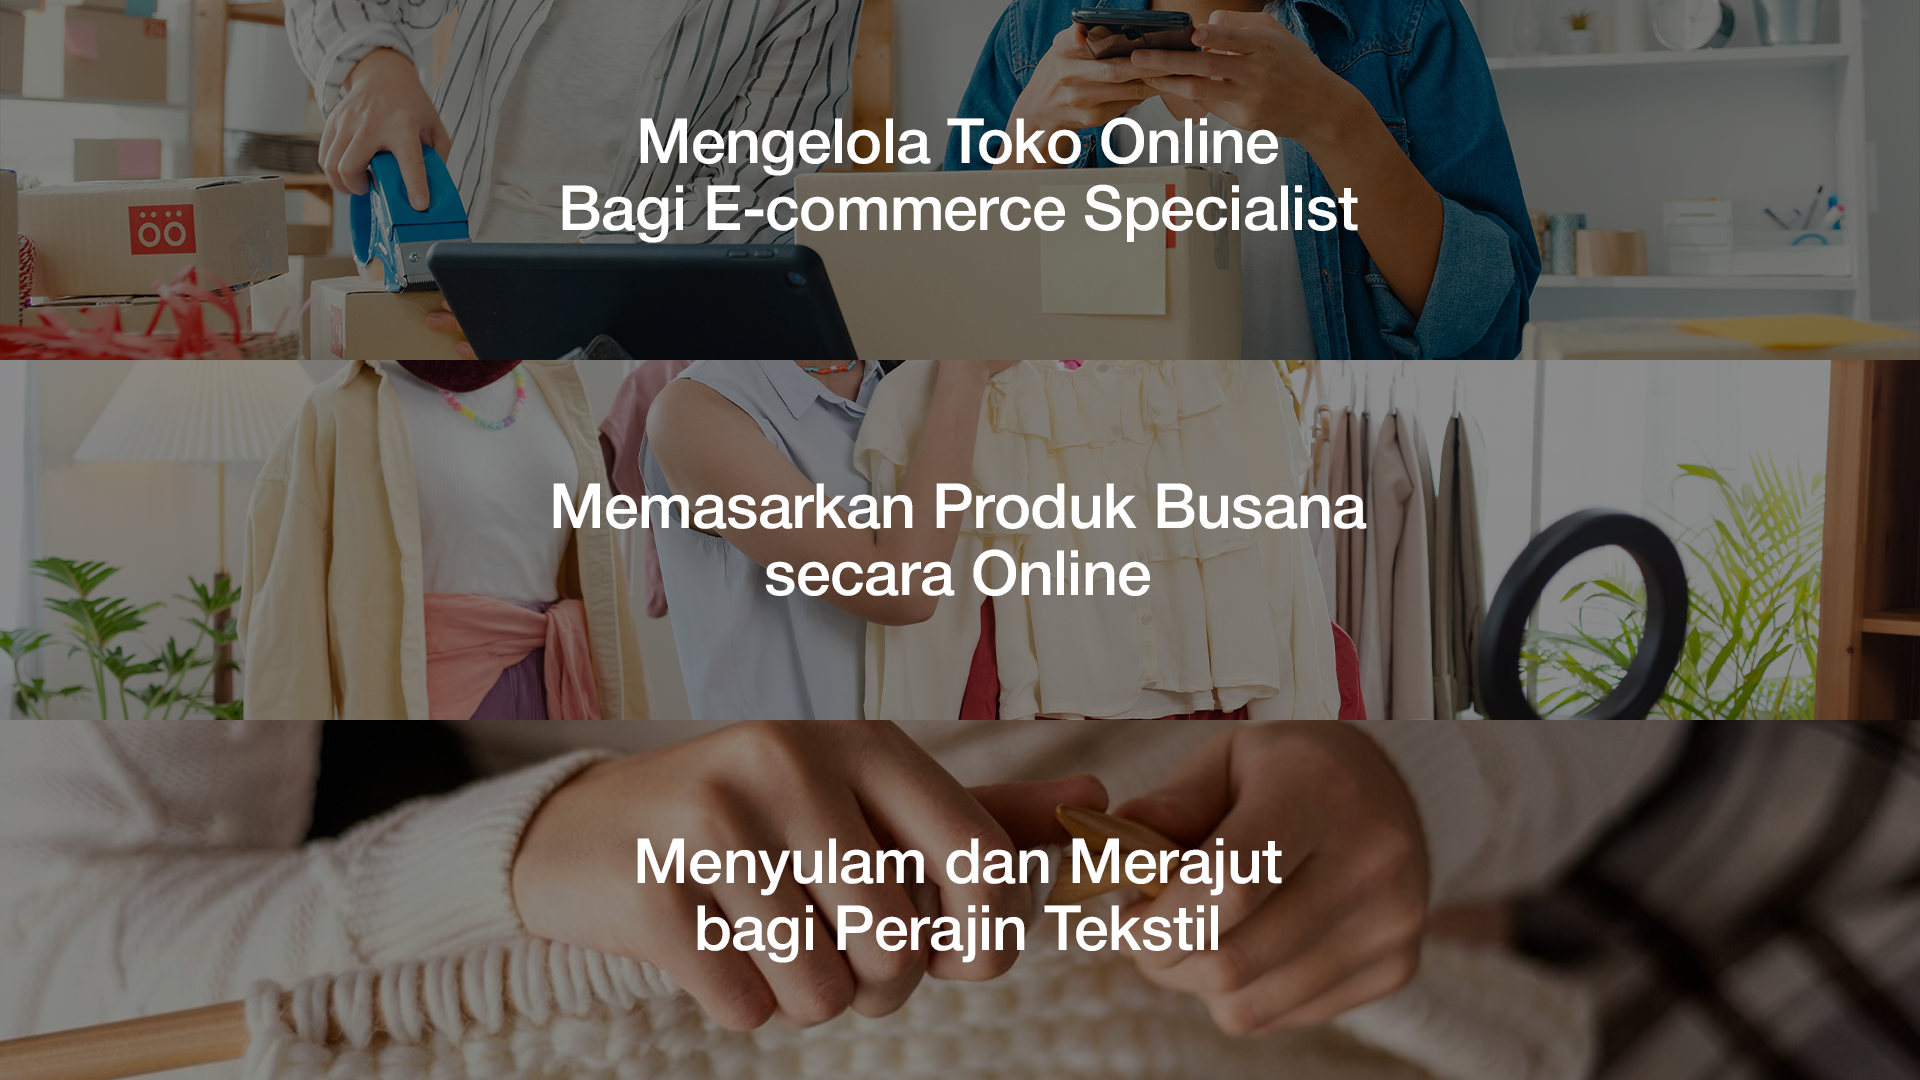 Mengelola Toko Online
Bagi E-commerce Specialist
Memasarkan Produk Busana
secara Online
Menyulam dan Merajut
bagi Perajin Tekstil